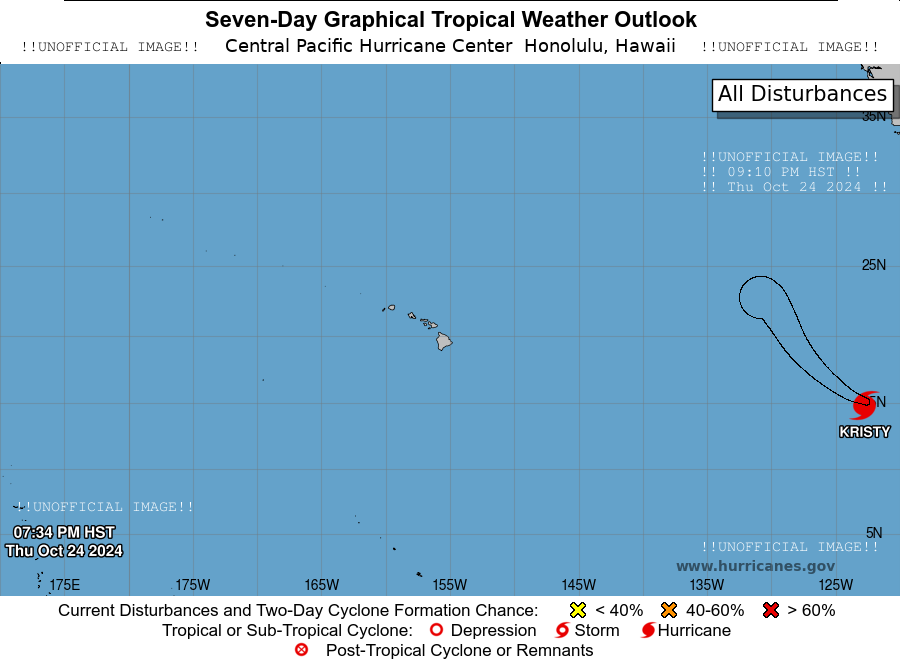 Seven-Day Graphical Tropical Weather Outlook
!!UNOFFICIAL IMAGE!! Central Pacific Hurricane Center Honolulu, Hawaii !!UNOFFICIAL IMAGE!!
All Disturbances
35N
!!UNOFFICIAL IMAGE!!
!! 09:10 PM HST !!
!! Thu Oct 24 2024 !!
25N
5N
KRISTY
!!UNOFFICIAL IMAGE!!
07:34 PM HST
Thu Oct 24 2024
5N
!!UNOFFICIAL IMAGE!!
www.hurricanes.gov
175E 175W 165W 155W 145W 135W 125W
Current Disturbances and Two-Day Cyclone Formation Chance: < 40% 40-60% > 60%
Tropical or Sub-Tropical Cyclone: Depression Storm Hurricane
Post-Tropical Cyclone or Remnants